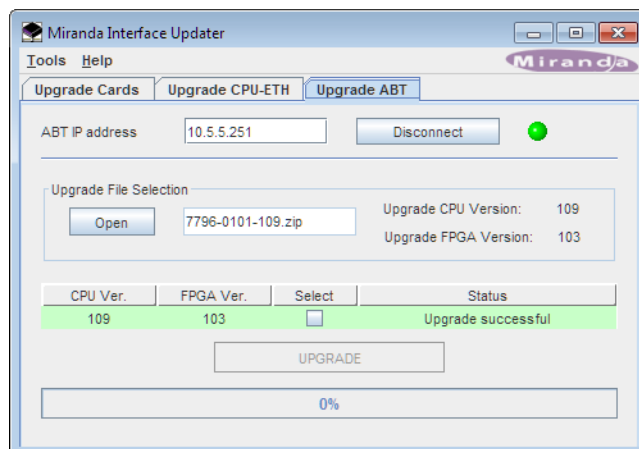 Miranda Interface Updater
Tools Help
Miranda
Upgrade Cards Upgrade CPU-ETH Upgrade ABT
ABT IP address 10.5.5.251 Disconnect
Upgrade File Selection
Open 7796-0101-109.zip Upgrade CPU Version: 109
Upgrade FPGA Version: 103
CPU Ver. FPGA Ver. Select Status
109 103 Upgrade successful
UPGRADE
0%